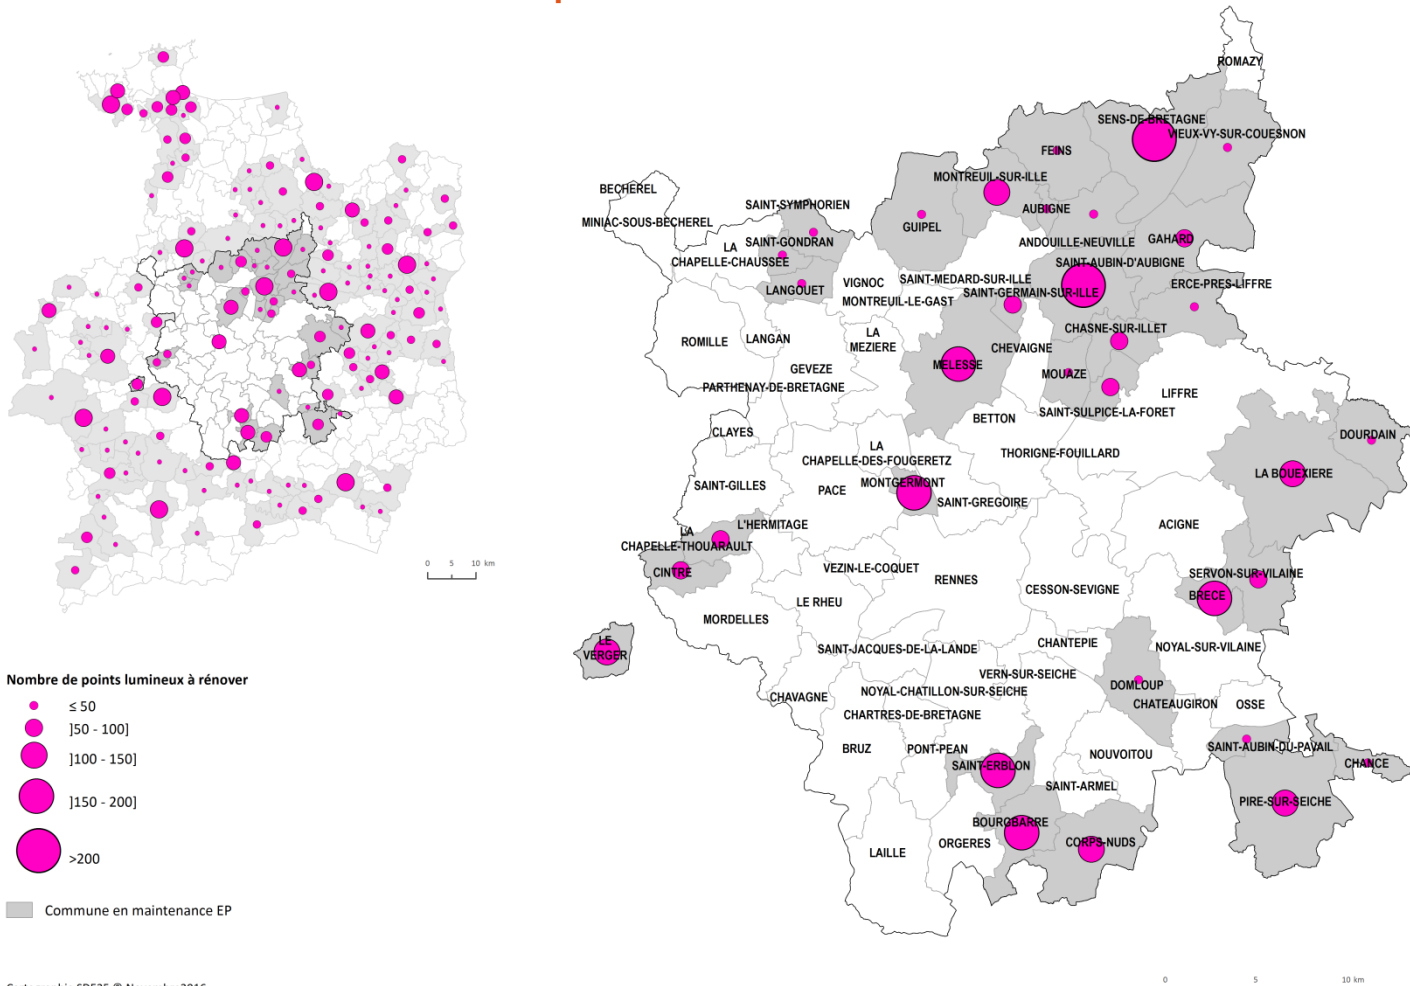 ROMAZY
SENS-DE-BRETAGNE
VIEUX-VY-SUR-COUESNON
FEINS
MONTREUIL-SUR-ILLE
BECHEREL
SAINT-SYMPHORIEN
AUBIGNE
MINIAC-SOUS-BECHEREL
GUIPEL
LA
CHAPELLE-CHAUSSEE
SAINT-GONDRAN
ANDOUILLE-NEUVILLE
GAHARD
SAINT-AUBIN-D'AUBIGNE
SAINT-MEDARD-SUR-ILLE
VIGNOC
LANGOUET
ERCE-PRES-LIFFRE
SAINT-GERMAIN-SUR-ILLE
MONTREUIL-LE-GAST
CHASNE-SUR-ILLET
LA
MEZIERE
ROMILLE
LANGAN
CHEVAIGNE
GEVEZE
MELESSE
MOUAZE
PARTHENAY-DE-BRETAGNE
LIFFRE
SAINT-SULPICE-LA-FORET
BETTON
CLAYES
DOURDAIN
LA
CHAPELLE-DES-FOUGERETZ
THORIGNE-FOUILLARD
LA BOUEXIERE
MONTGERMONT
SAINT-GILLES
PACE
SAINT-GREGOIRE
L'HERMITAGE
ACIGNE
LA
CHAPELLE-THOUARAULT
CINTRE
VEZIN-LE-COQUET
SERVON-SUR-VILAINE
RENNES
CESSON-SEVIGNE
BRECE
LE RHEU
MORDELLES
LE
VERGER
SAINT-JACQUES-DE-LA-LANDE
CHANTEPIE
NOYAL-SUR-VILAINE
VERN-SUR-SEICHE
DOMLOUP
NOYAL-CHATILLON-SUR-SEICHE
CHAVAGNE
CHATEAUGIRON
OSSE
CHARTRES-DE-BRETAGNE
BRUZ
PONT-PEAN
SAINT-AUBIN-DU-PAVAIL
NOUVOITOU
SAINT-ERBLON
CHANCE
SAINT-ARMEL
PIRE-SUR-SEICHE
BOURGBARRE
ORGERES
CORPS-NUDS
LAILLE
0 5 10 km
Nombre de points lumineux à rénover
≤ 50
]50 - 100]
]100 - 150]
]150 - 200]
>200
Commune en maintenance EP
0 5 10 km
Cartographie SDE35 © Novembre 2016